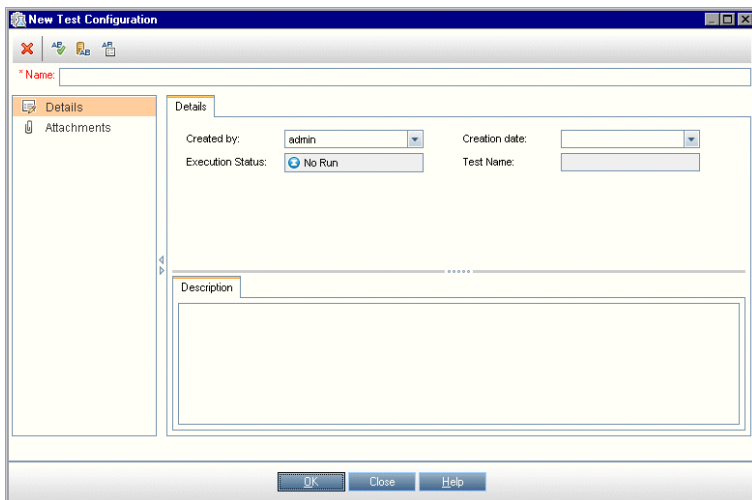 New Test Configuration
* Name:
Details
Attachments
Details
Created by: admin Creation date:
Execution Status: No Run Test Name:
Description
OK Close Help